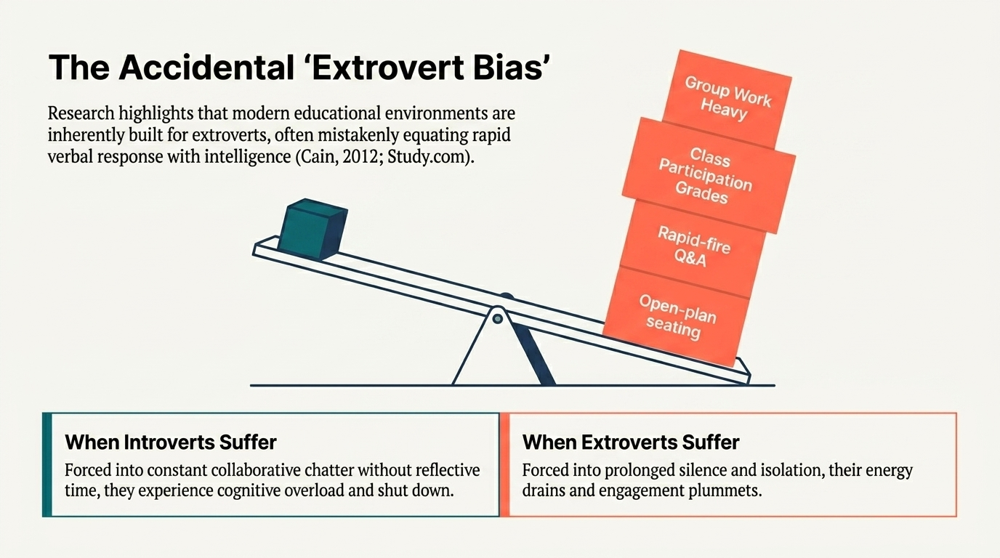 The Accidental ‘Extrovert Bias’
Research highlights that modern educational environments are
inherently built for extroverts, often mistakenly equating rapid
verbal response with intelligence (Cain, 2012; Study.com).
Group Work
Heavy
Class
Participation
Grades
Rapid-fire
Q&A
Open-plan
seating
When Introverts Suffer
Forced into constant collaborative chatter without reflective
time, they experience cognitive overload and shut down.
When Extroverts Suffer
Forced into prolonged silence and isolation, their energy
drains and engagement plummets.